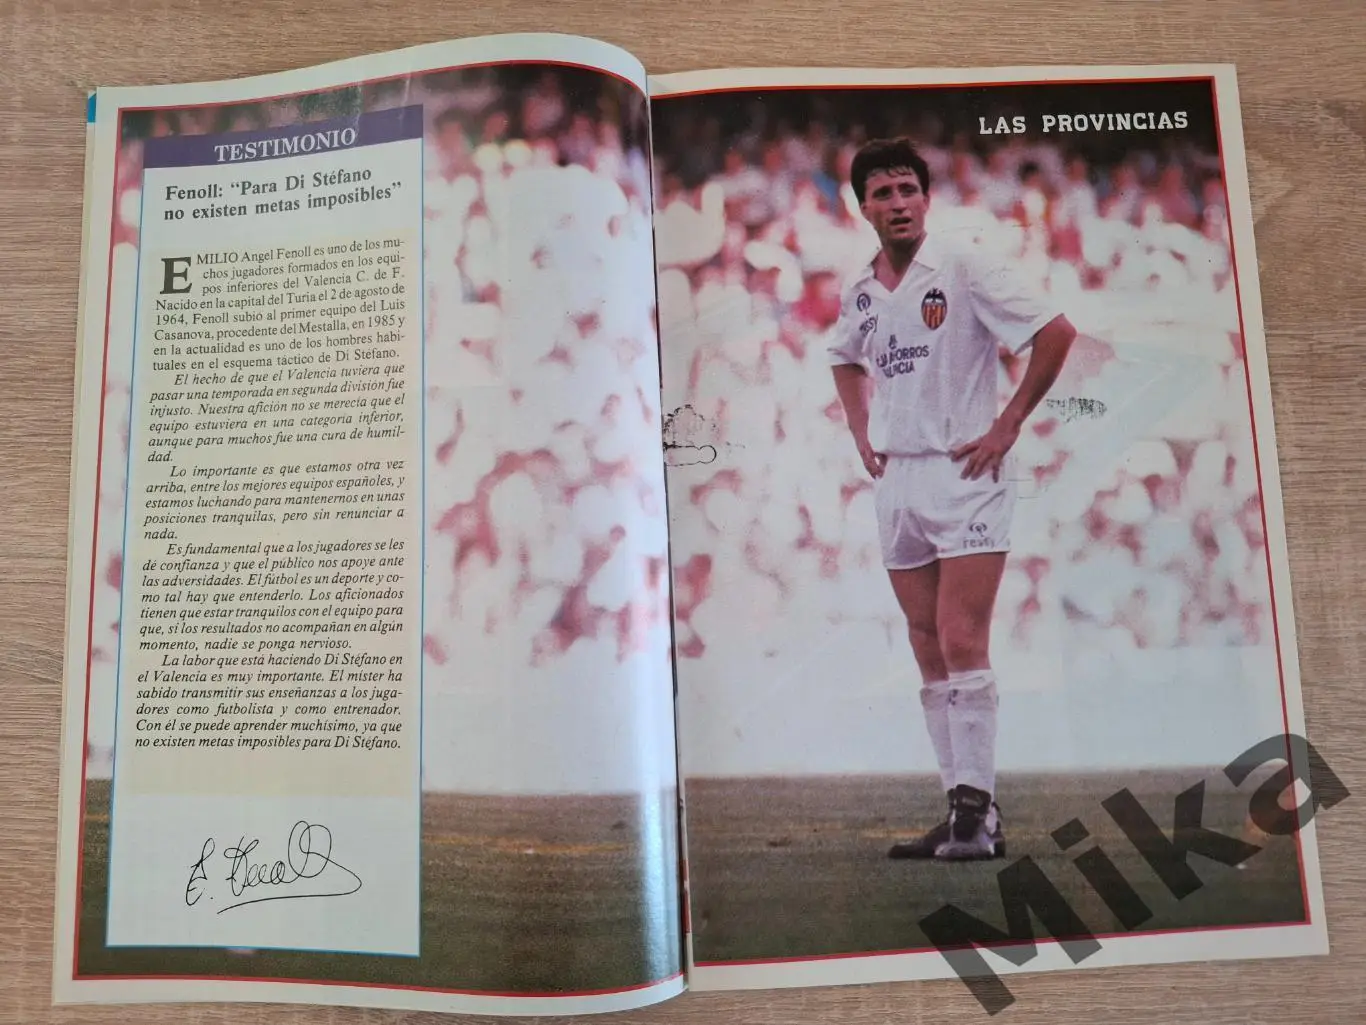 TESTIMONIO
Fenoll: "Para Di Stéfano
no existen metas imposibles"
EMILIO Angel Fenoll es uno de los mu-
chos jugadores formados en los equi-
pos inferiores del Valencia C. de F.
Nacido en la capital del Turia el 2 de agosto de
1964, Fenoll subió al primer equipo del Luis
Casanova, procedente del Mestalla, en 1985 y
en la actualidad es uno de los hombres habi-
tuales en el esquema táctico de Di Stéfano.
El hecho de que el Valencia tuviera que
pasar una temporada en segunda división fue
injusto. Nuestra afición no se merecía que el
equipo estuviera en una categoría inferior,
aunque para muchos fue una cura de humil-
dad.
Lo importante es que estamos otra vez
arriba, entre los mejores equipos españoles, y
estamos luchando para mantenernos en unas
posiciones tranquilas, pero sin renunciar a
nada.
Es fundamental que a los jugadores se les
dé confianza y que el público nos apoye ante
las adversidades. El fútbol es un deporte y co-
mo tal hay que entenderlo. Los aficionados
tienen que estar tranquilos con el equipo para
que, si los resultados no acompañan en algún
momento, nadie se ponga nervioso.
La labor que está haciendo Di Stéfano en
el Valencia es muy importante. El míster ha
sabido transmitir sus enseñanzas a los juga-
dores como futbolista y como entrenador.
Con él se puede aprender muchísimo, ya que
no existen metas imposibles para Di Stéfano.
LAS PROVINCIAS
ressy
AHORROS
VALENCIA
ressy
Mika